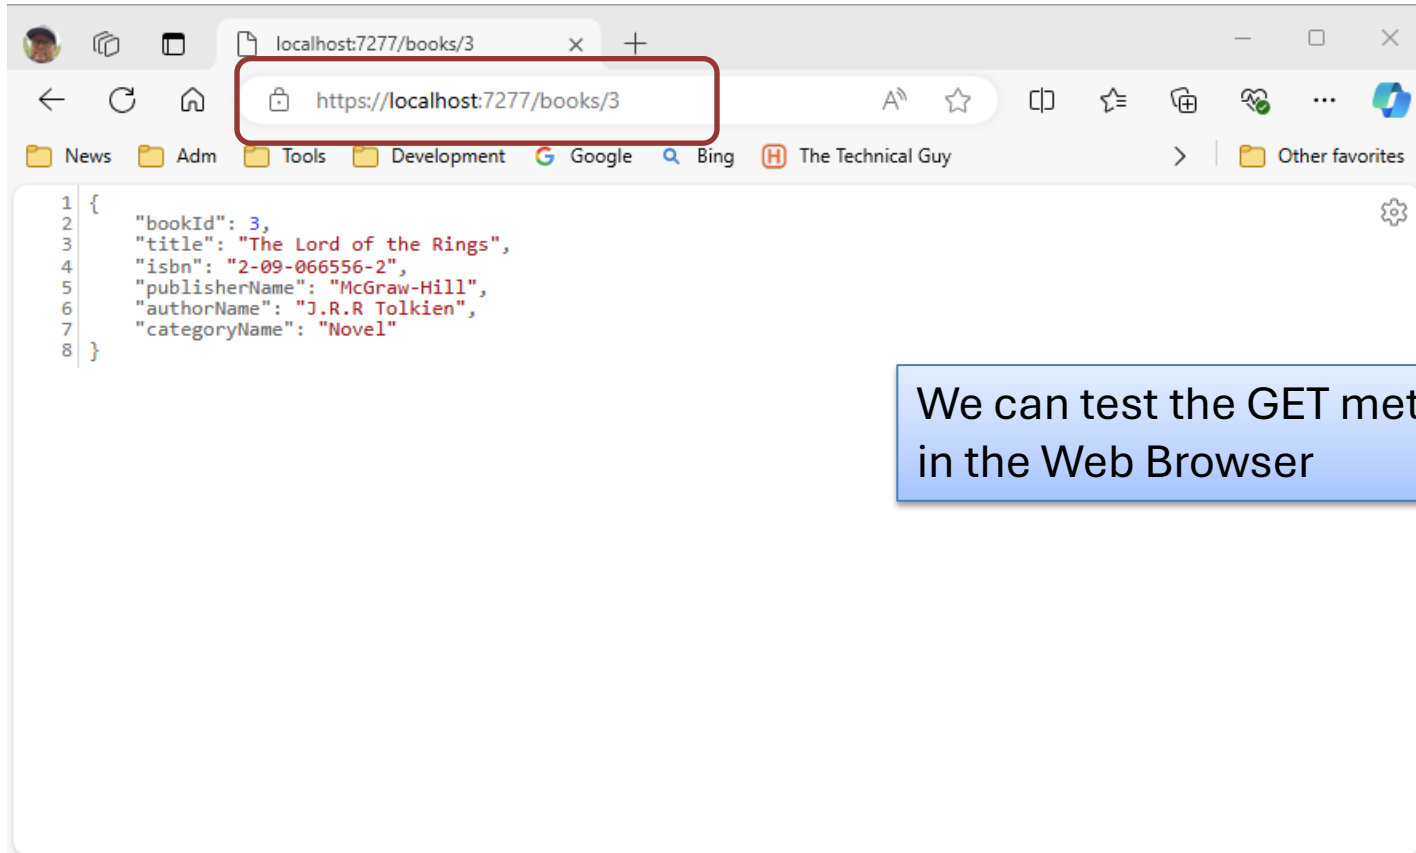 localhost:7277/books/3
https://localhost:7277/books/3
News Adm Tools Development Google Bing The Technical Guy Other favorites
1 {
2 "bookId": 3,
3 "title": "The Lord of the Rings",
4 "isbn": "2-09-066556-2",
5 "publisherName": "McGraw-Hill",
6 "authorName": "J.R.R Tolkien",
7 "categoryName": "Novel"
8 }
We can test the GET met
in the Web Browser